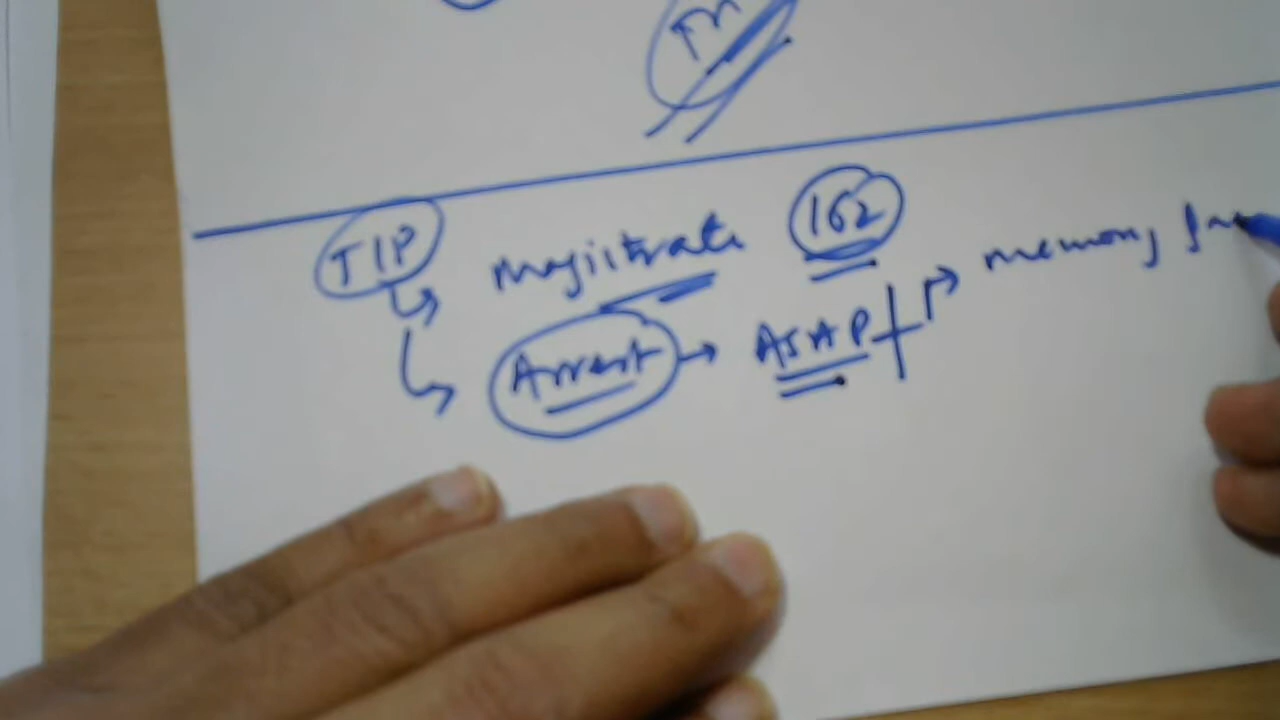 TIP Magistrate 162
Arrest → ASAP → memory